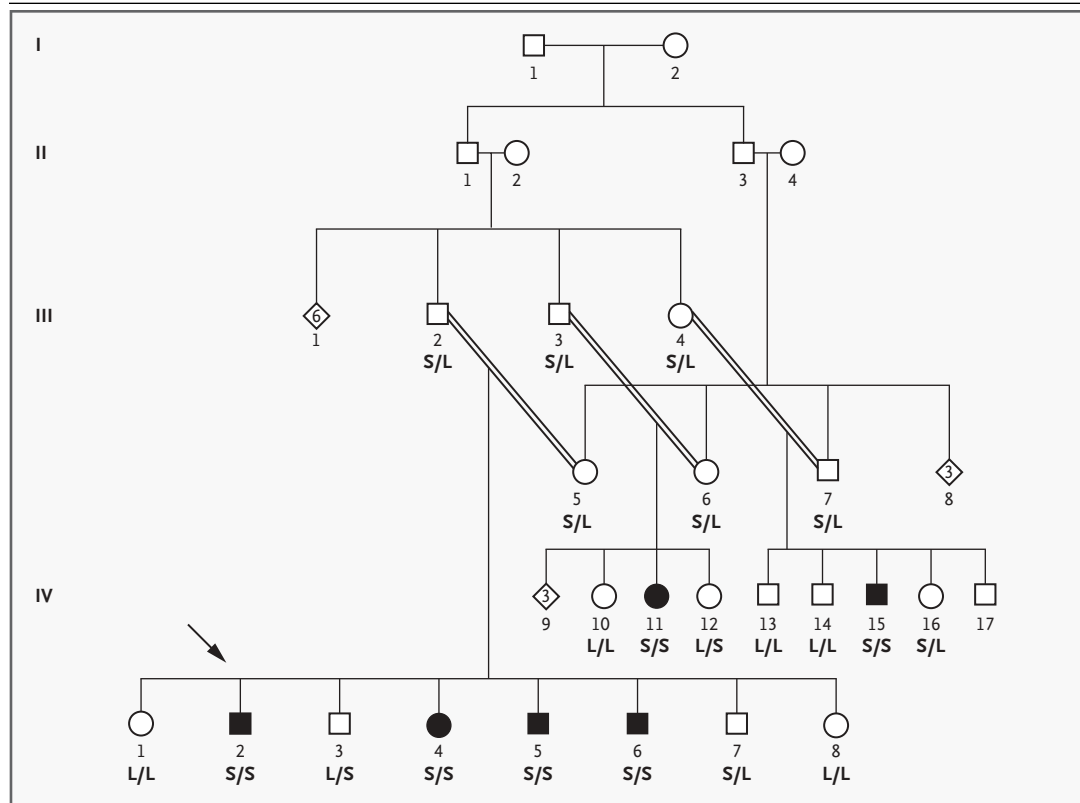 I
1 2
II
1 2 3 4
III
6
1 2 3 4
S/L S/L S/L
3
5 6 7 8
S/L S/L S/L
IV
3
9 10 11 12 13 14 15 16 17
L/L S/S L/S L/L L/L S/S S/L
1 2 3 4 5 6 7 8
L/L S/S L/S S/S S/S S/S S/L L/L